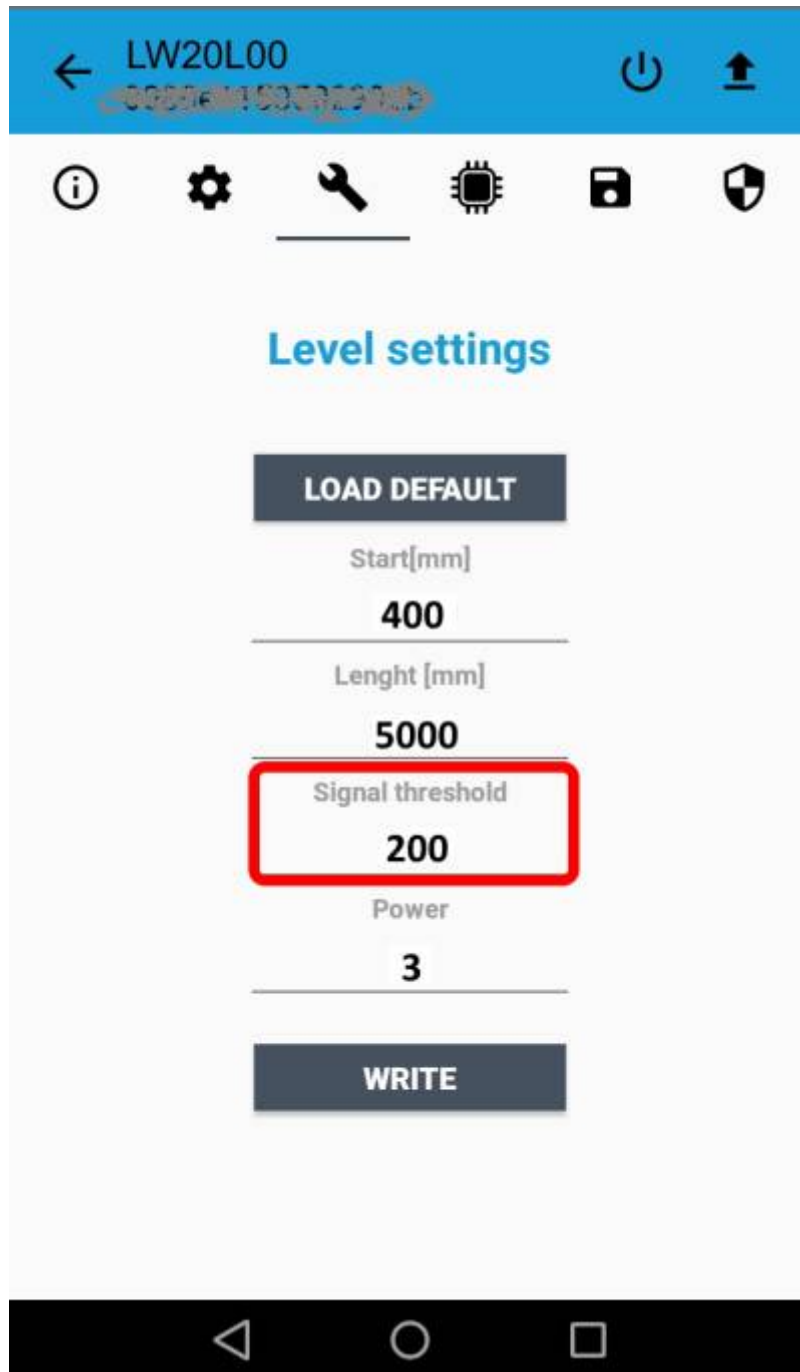 LW20L00
Level settings
LOAD DEFAULT
Start[mm]
400
Lenght [mm]
5000
Signal threshold
200
Power
3
WRITE